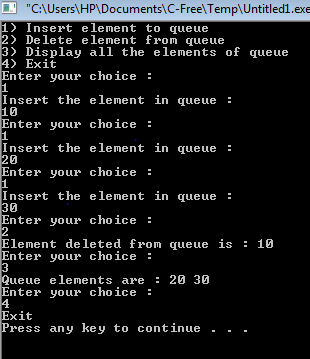 "C:\Users\HP\Documents\C-Free\Temp\Untitled1.exe
1) Insert element to queue
2) Delete element from queue
3) Display all the elements of queue
4) Exit
Enter your choice :
1
Insert the element in queue :
10
Enter your choice :
1
Insert the element in queue :
20
Enter your choice :
1
Insert the element in queue :
30
Enter your choice :
2
Element deleted from queue is : 10
Enter your choice :
3
Queue elements are : 20 30
Enter your choice :
4
Exit
Press any key to continue . . .